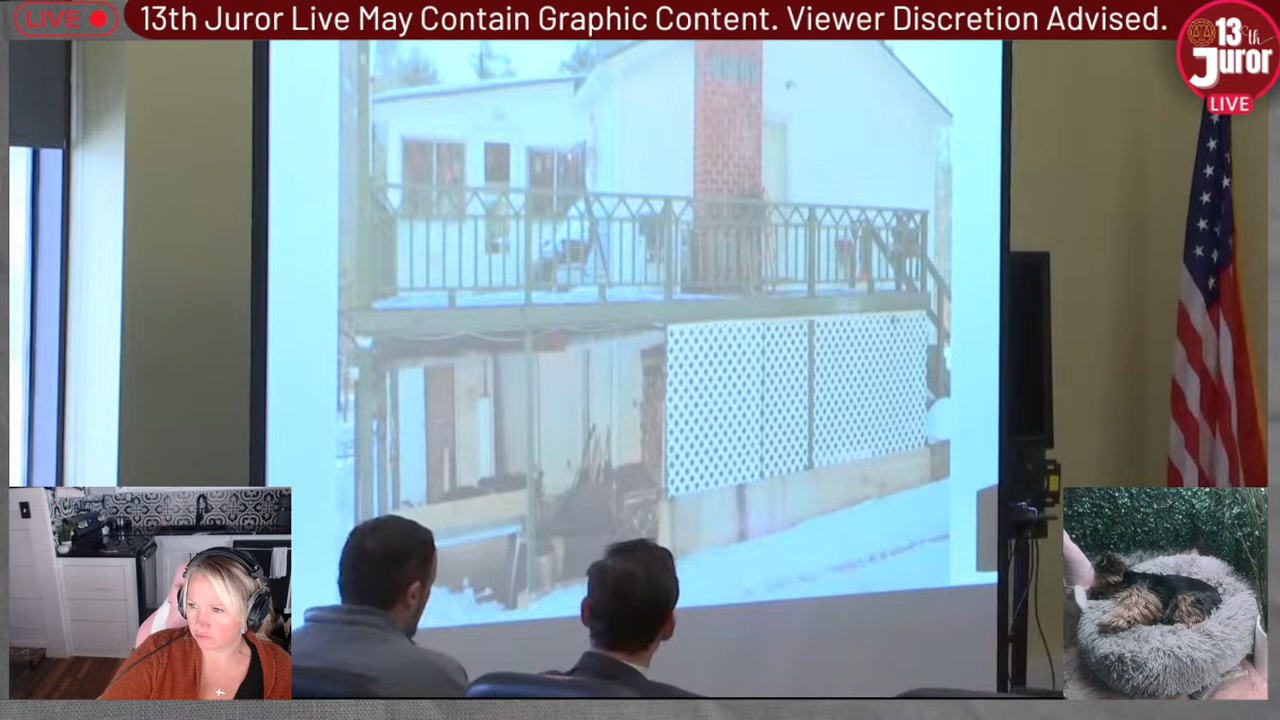 LIVE
13th Juror Live May Contain Graphic Content. Viewer Discretion Advised.
13th
Juror
LIVE